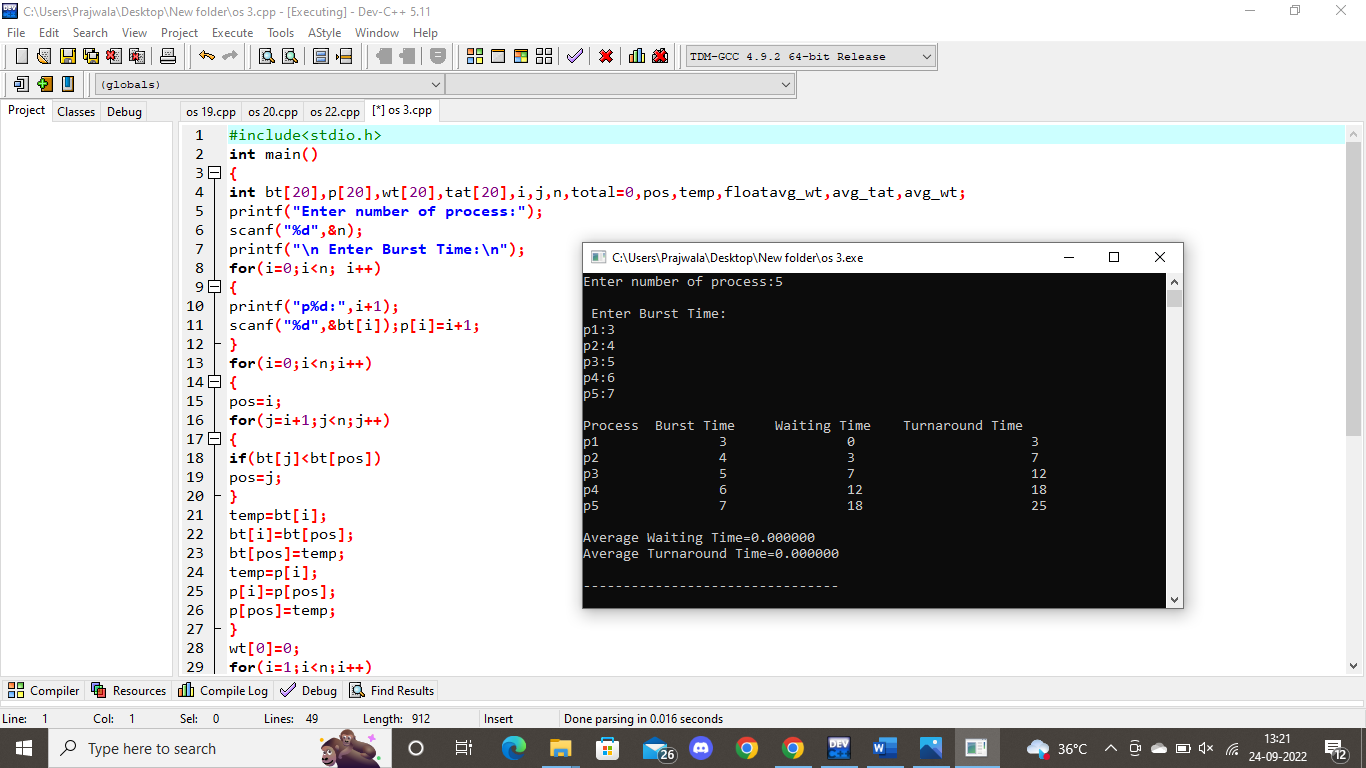 C:\Users\Prajwala\Desktop\New folder\os 3.cpp - [Executing] - Dev-C++ 5.11
File Edit Search View Project Execute Tools AStyle Window Help
TDM-GCC 4.9.2 64-bit Release
(globals)
Project Classes Debug
os 19.cpp os 20.cpp os 22.cpp [*] os 3.cpp
1 #include<stdio.h>
2 int main()
3 {
4 int bt[20],p[20],wt[20],tat[20],i,j,n,total=0,pos,temp,floatavg_wt,avg_tat,avg_wt;
5 printf("Enter number of process:");
6 scanf("%d",&n);
7 printf("\n Enter Burst Time:\n");
8 for(i=0;i<n; i++)
9 {
10 printf("p%d:",i+1);
11 scanf("%d",&bt[i]);p[i]=i+1;
12 }
13 for(i=0;i<n;i++)
14 {
15 pos=i;
16 for(j=i+1;j<n;j++)
17 {
18 if(bt[j]<bt[pos])
19 pos=j;
20 }
21 temp=bt[i];
22 bt[i]=bt[pos];
23 bt[pos]=temp;
24 temp=p[i];
25 p[i]=p[pos];
26 p[pos]=temp;
27 }
28 wt[0]=0;
29 for(i=1;i<n;i++)
C:\Users\Prajwala\Desktop\New folder\os 3.exe
Enter number of process:5
Enter Burst Time:
p1:3
p2:4
p3:5
p4:6
p5:7
Process Burst Time Waiting Time Turnaround Time
p1 3 0 3
p2 4 3 7
p3 5 7 12
p4 6 12 18
p5 7 18 25
Average Waiting Time=0.000000
Average Turnaround Time=0.000000
--------------------------------
Compiler Resources Compile Log Debug Find Results
Line: 1 Col: 1 Sel: 0 Lines: 49 Length: 912 Insert Done parsing in 0.016 seconds
Type here to search
26
DEV
36°C
13:21
24-09-2022
12